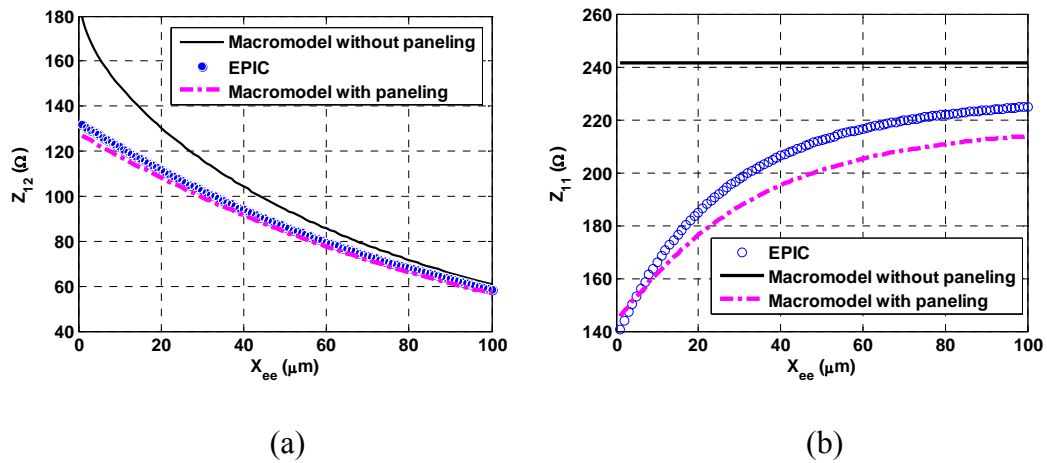 180
160
140
120
100
80
60
40
0
20
40
60
80
100
Z12 (Ω)
Xee (μm)
Macromodel without paneling
EPIC
Macromodel with paneling
(a)
260
240
220
200
180
160
140
0
20
40
60
80
100
Z11 (Ω)
Xee (μm)
EPIC
Macromodel without paneling
Macromodel with paneling
(b)